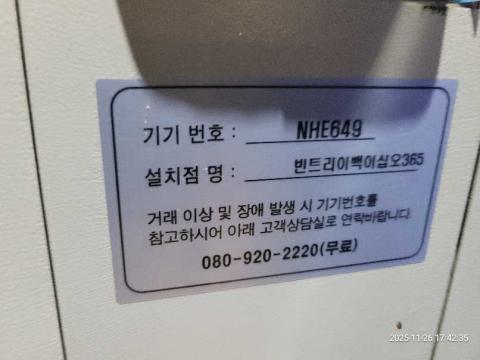 기기 번호 : NHE649
설치점 명 : 빈트리이백이십오365
거래 이상 및 장애 발생 시 기기번호를
참고하시어 아래 고객상담실로 연락바랍니다.
080-920-2220(무료)
2025-11-26 17:42:35